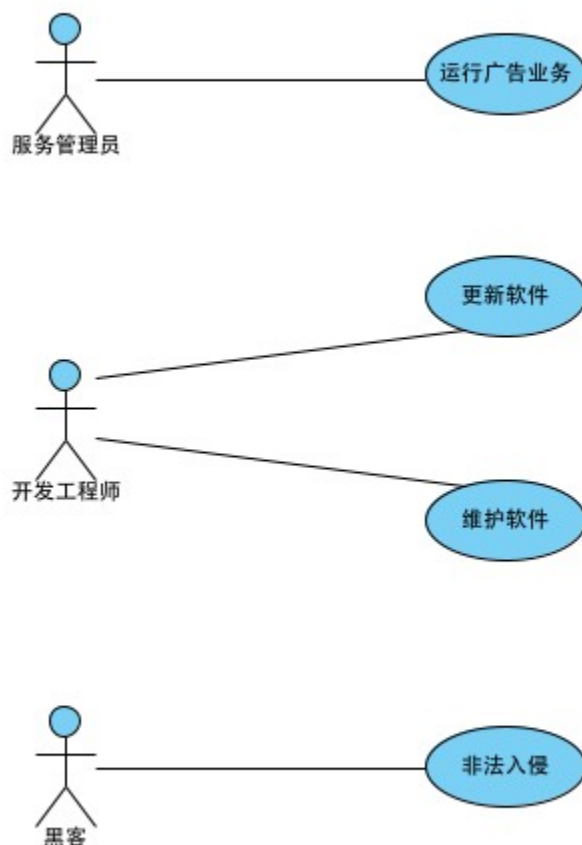 运行广告业务
服务管理员
更新软件
开发工程师
维护软件
非法入侵
黑客